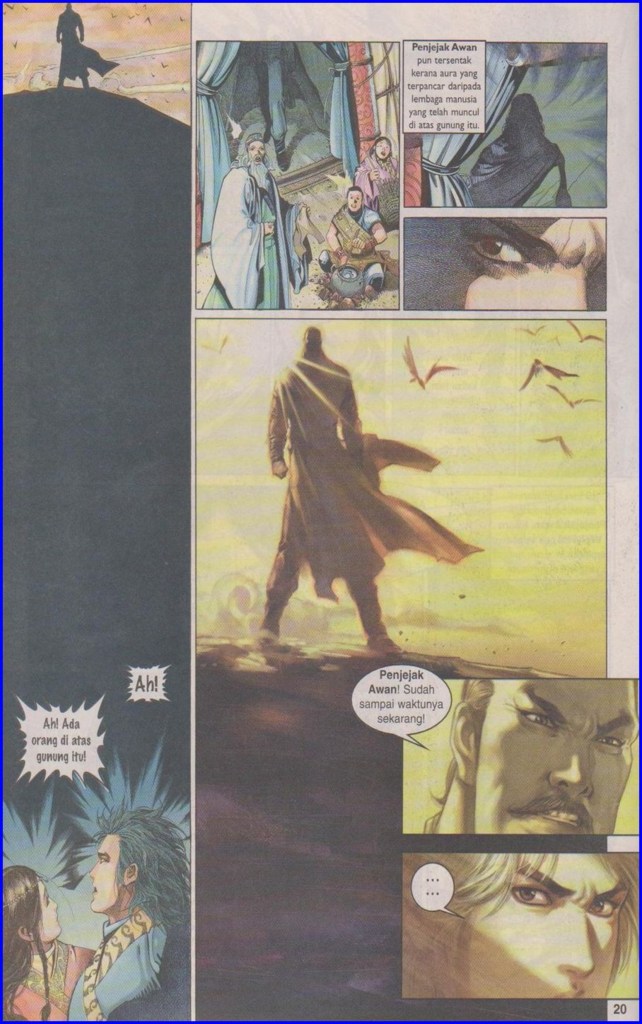 Penjejak Awan
pun tersentak
kerana aura yang
terpancar daripada
lembaga manusia
yang telah muncul
di atas gunung itu.
Ah!
Ah! Ada
orang di atas
gunung itu!
Penjejak
Awan! Sudah
sampai waktunya
sekarang!
...
...
20